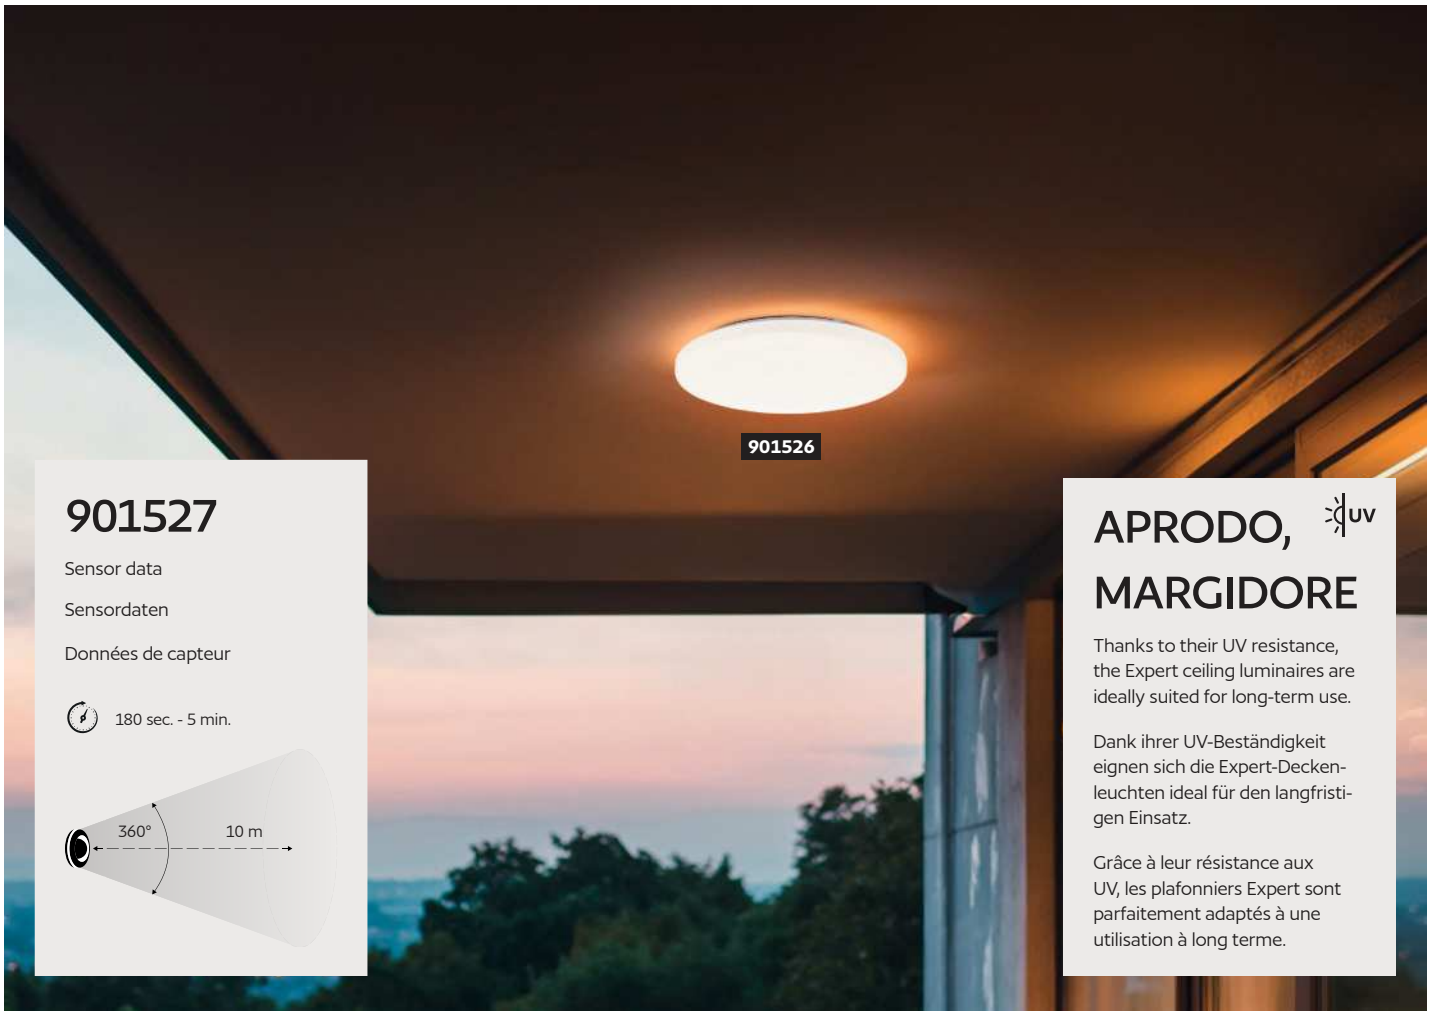 901526
901527
Sensor data
Sensordaten
Données de capteur
180 sec. - 5 min.
360°
10 m
APRODO,
UV
MARGIDORE
Thanks to their UV resistance,
the Expert ceiling luminaires are
ideally suited for long-term use.
Dank ihrer UV-Beständigkeit
eignen sich die Expert-Decken-
leuchten ideal für den langfristi-
gen Einsatz.
Grâce à leur résistance aux
UV, les plafonniers Expert sont
parfaitement adaptés à une
utilisation à long terme.